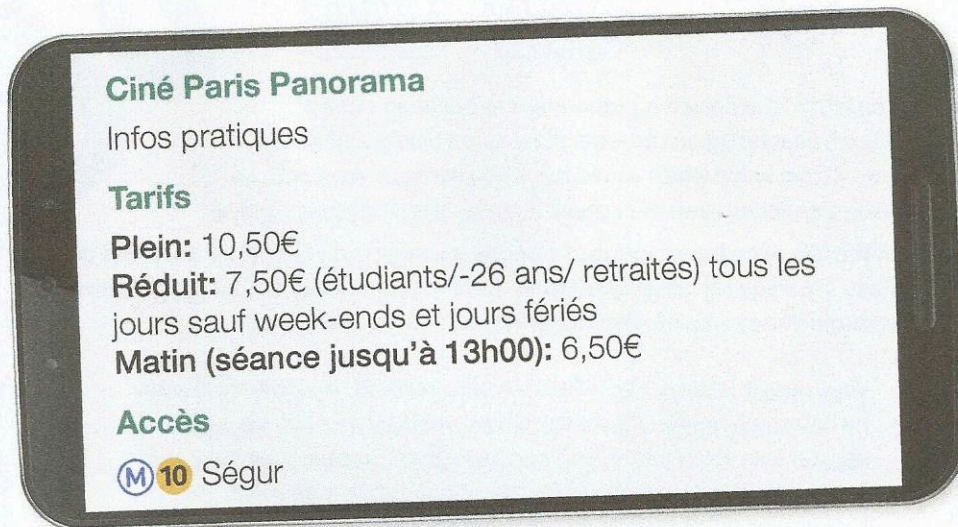 Ciné Paris Panorama
Infos pratiques
Tarifs
Plein: 10,50€
Réduit: 7,50€ (étudiants/-26 ans/ retraités) tous les
jours sauf week-ends et jours fériés
Matin (séance jusqu'à 13h00): 6,50€
Accès
M 10 Ségur